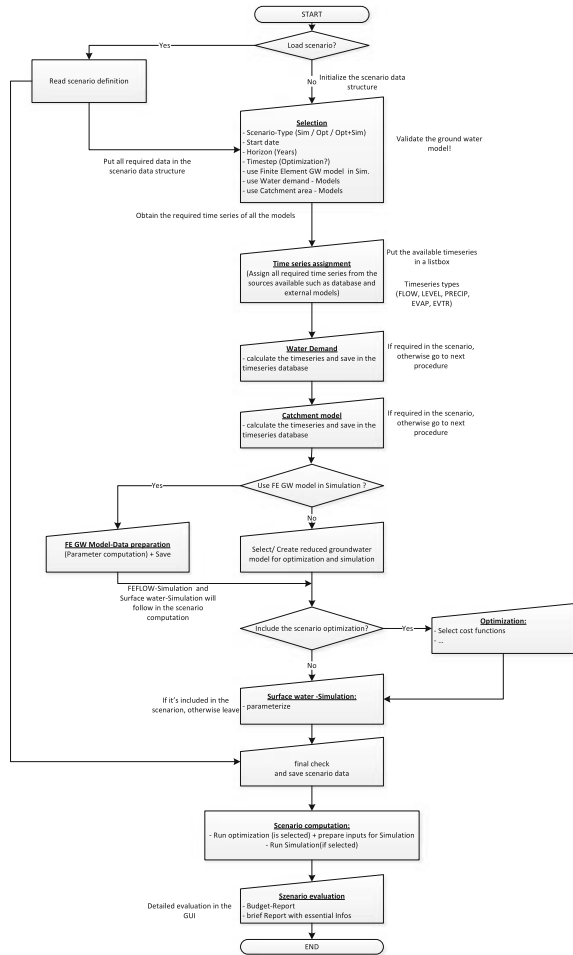 START
Load scenario?
Yes
No
Initialize the scenario data
structure
Read scenario definition
Selection
- Scenario-Type (Sim / Opt / Opt+Sim)
- Start date
- Horizon (Years)
- Timestep (Optimization?)
- use Finite Element GW model in Sim.
- use Water demand - Models
- use Catchment area - Models
Validate the ground water
model!
Put all required data in the
scenario data structure
Obtain the required time series of all the models
Time series assignment
(Assign all required time series from the
sources available such as database and
external models)
Put the available timeseries
in a listbox
Timeseries types
(FLOW, LEVEL, PRECIP,
EVAP, EVTR)
Water Demand
- calculate the timeseries and save in the
timeseries database
If required in the scenario,
otherwise go to next
procedure
Catchment model
- calculate the timeseries and save in the
timeseries database
If required in the scenario,
otherwise go to next
procedure
Use FE GW model in Simulation ?
Yes
No
FE GW Model-Data preparation
(Parameter computation) + Save
Select/ Create reduced groundwater
model for optimization and simulation
FEFLOW-Simulation and
Surface water-Simulation will
follow in the scenario
computation
Include the scenario optimization?
Yes
No
Optimization:
- Select cost functions
- ...
If it's included in the
scenarion, otherwise leave
Surface water -Simulation:
- parameterize
final check
and save scenario data
Scenario computation:
- Run optimization (is selected) + prepare inputs for Simulation
- Run Simulation(if selected)
Szenario evaluation
- Budget-Report
- brief Report with essential Infos
Detailed evaluation in the
GUI
END